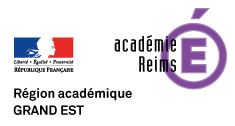 Liberté • Égalité • Fraternité
RÉPUBLIQUE FRANÇAISE
académie
Reims
É
Région académique
GRAND EST